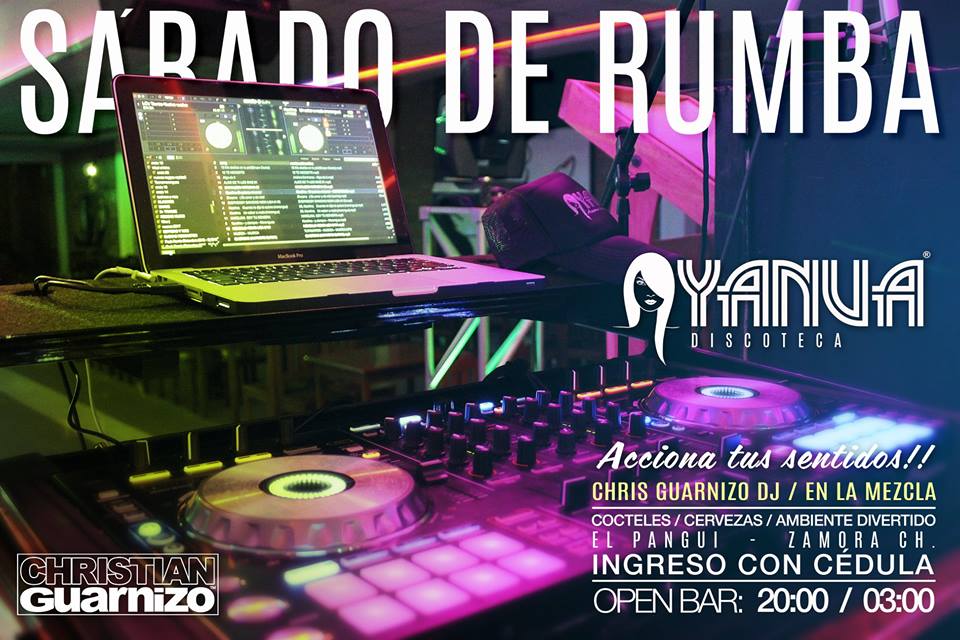 SÁBADO DE RUMBA
MacBook Pro
YANUA®
DISCOTECA
Acciona tus sentidos!!
CHRIS GUARNIZO DJ / EN LA MEZCLA
COCTELES / CERVEZAS / AMBIENTE DIVERTIDO
EL PANGUI - ZAMORA CH.
INGRESO CON CÉDULA
OPEN BAR: 20:00 / 03:00
CHRISTIAN
Guarnizo